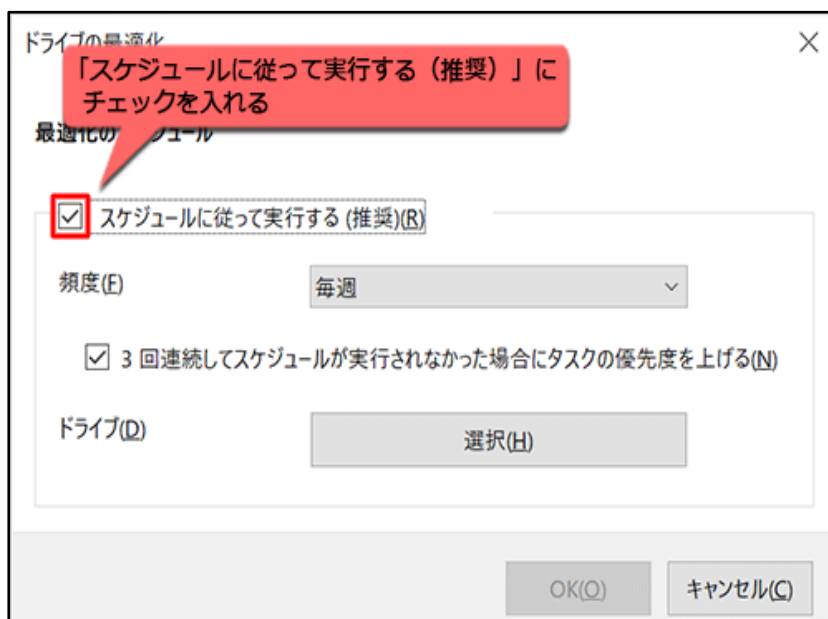 ドライブの最適化
「スケジュールに従って実行する（推奨）」に
チェックを入れる
最適化のスケジュール
スケジュールに従って実行する (推奨)(R)
頻度(F)
毎週
3 回連続してスケジュールが実行されなかった場合にタスクの優先度を上げる(N)
ドライブ(D)
選択(H)
OK(O)
キャンセル(C)